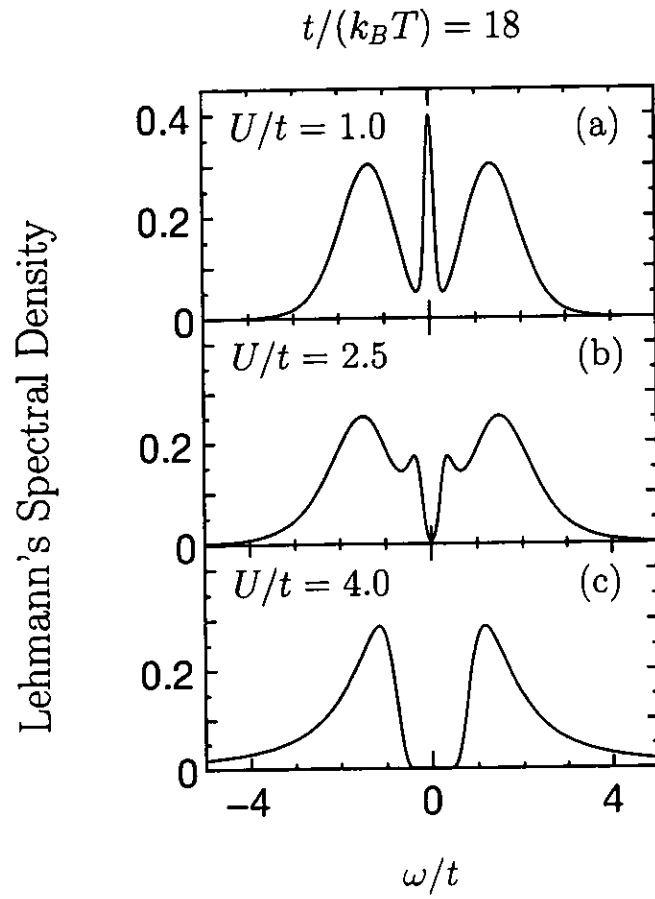 t/(k_BT) = 18
Lehmann's Spectral Density
0.4
U/t = 1.0
(a)
0.2
0
U/t = 2.5
(b)
0.2
0
U/t = 4.0
(c)
0.2
0
−4
0
4
ω/t